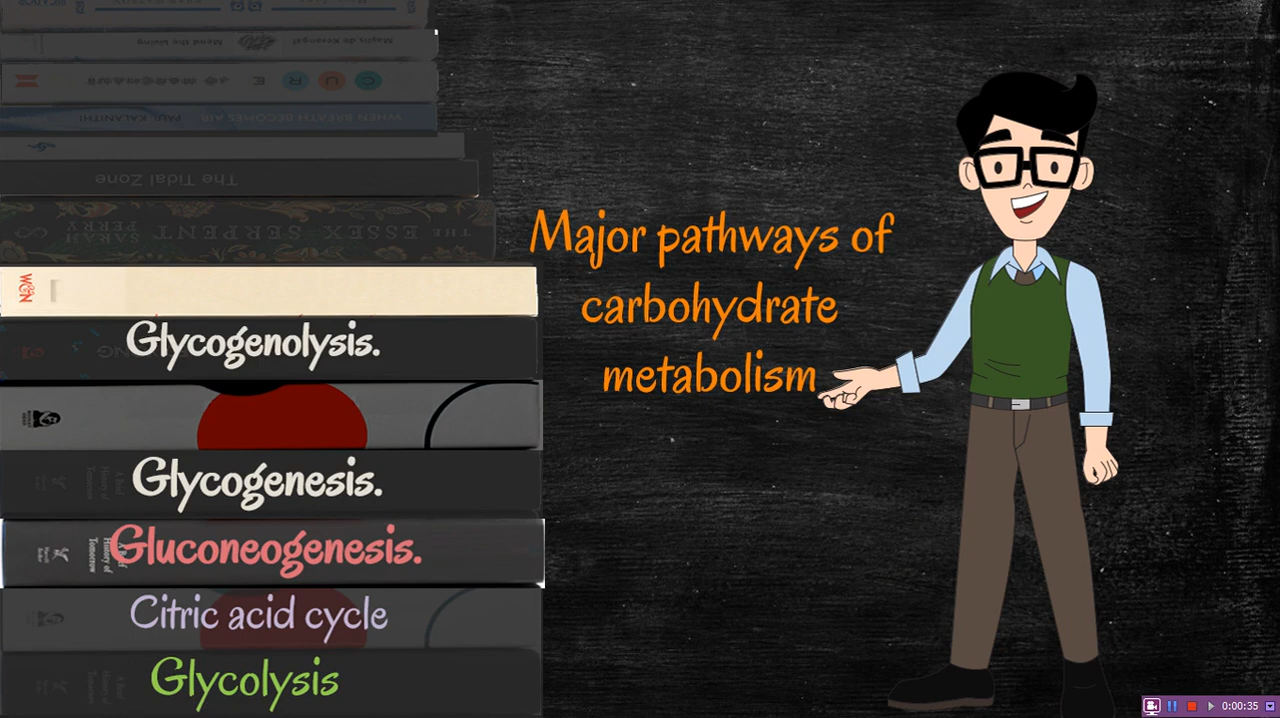 C U R E
WHEN BREATH BECOMES AIR PAUL KALANITHI
The Tidal Zone
THE ESSEX SERPENT SARAH
PERRY
Major pathways of
carbohydrate
metabolism
W&N
Glycogenolysis.
Glycogenesis.
Gluconeogenesis.
Citric acid cycle
Glycolysis
0:00:35